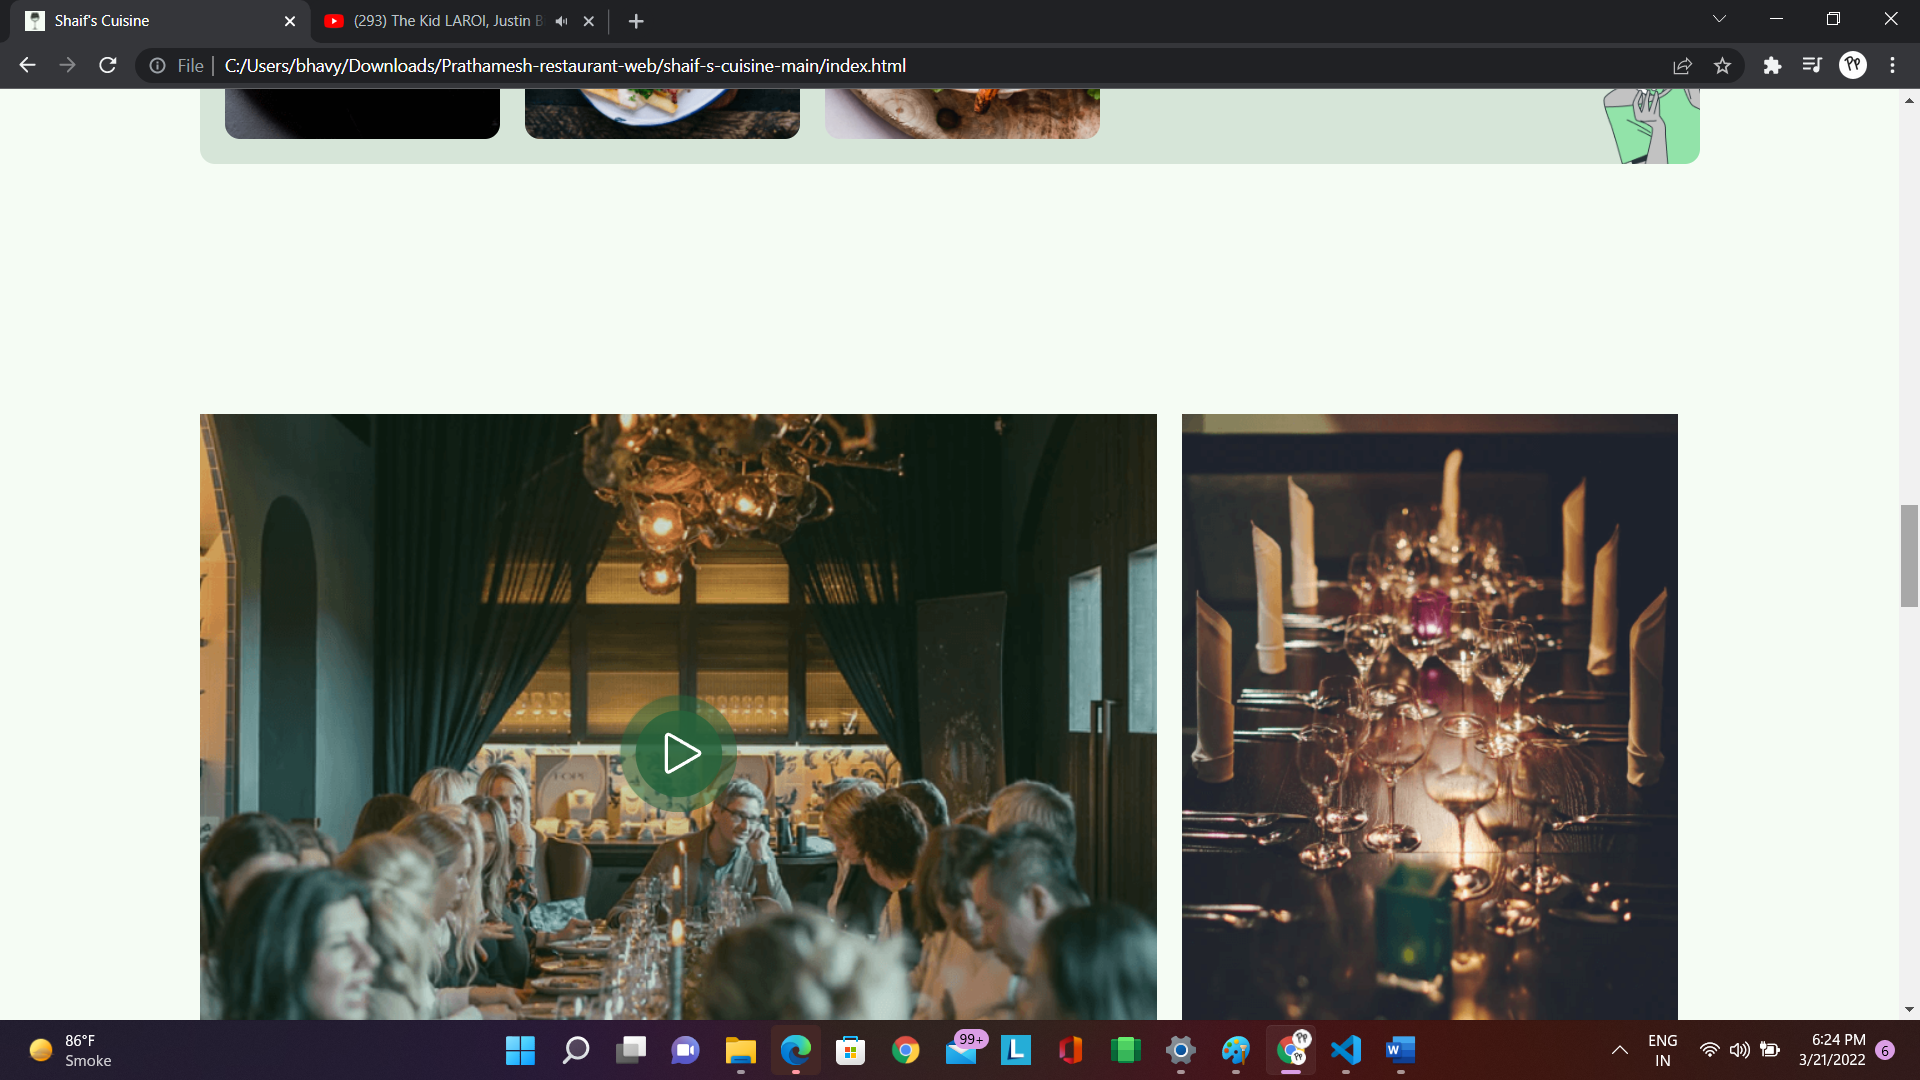 Shaif's Cuisine
(293) The Kid LAROI, Justin B
File
C:/Users/bhavy/Downloads/Prathamesh-restaurant-web/shaif-s-cuisine-main/index.html
86°F
Smoke
99+
ENG
IN
6:24 PM
3/21/2022
6